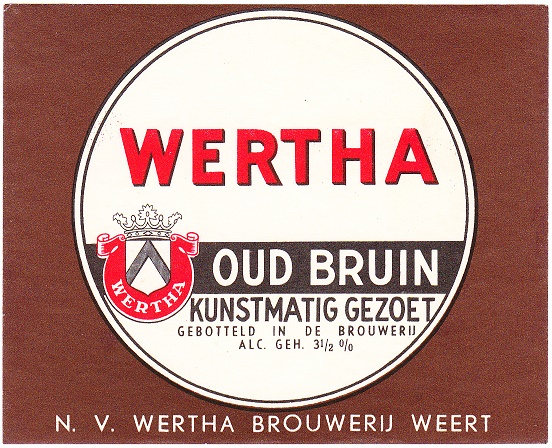 WERTHA
WERTHA
OUD BRUIN
KUNSTMATIG GEZOET
GEBOTTELD IN DE BROUWERIJ
ALC. GEH. 3½ %
N. V. WERTHA BROUWERIJ WEERT